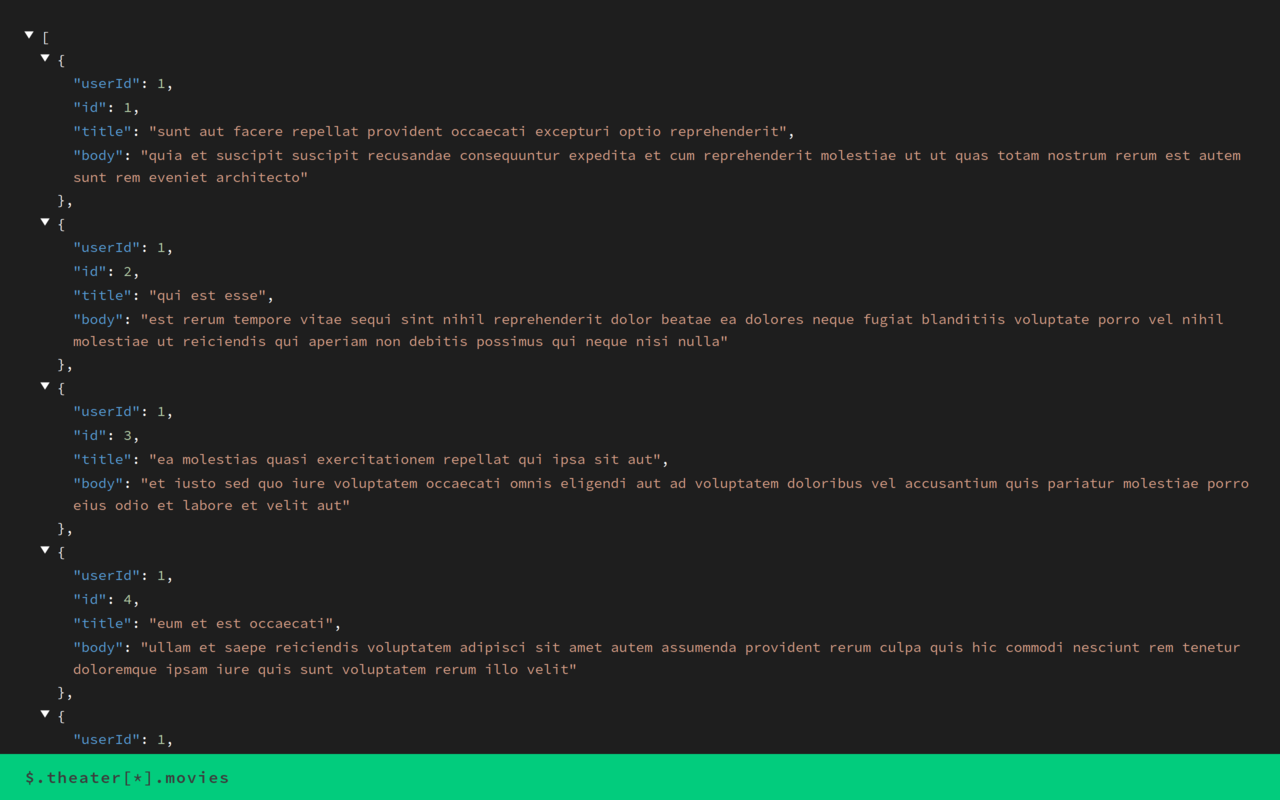 [
{
"userId": 1,
"id": 1,
"title": "sunt aut facere repellat provident occaecati excepturi optio reprehenderit",
"body": "quia et suscipit suscipit recusandae consequuntur expedita et cum reprehenderit molestiae ut ut quas totam nostrum rerum est autem
sunt rem eveniet architecto"
},
{
"userId": 1,
"id": 2,
"title": "qui est esse",
"body": "est rerum tempore vitae sequi sint nihil reprehenderit dolor beatae ea dolores neque fugiat blanditiis voluptate porro vel nihil
molestiae ut reiciendis qui aperiam non debitis possimus qui neque nisi nulla"
},
{
"userId": 1,
"id": 3,
"title": "ea molestias quasi exercitationem repellat qui ipsa sit aut",
"body": "et iusto sed quo iure voluptatem occaecati omnis eligendi aut ad voluptatem doloribus vel accusantium quis pariatur molestiae porro
eius odio et labore et velit aut"
},
{
"userId": 1,
"id": 4,
"title": "eum et est occaecati",
"body": "ullam et saepe reiciendis voluptatem adipisci sit amet autem assumenda provident rerum culpa quis hic commodi nesciunt rem tenetur
doloremque ipsam iure quis sunt voluptatem rerum illo velit"
},
{
"userId": 1,
$.theater[*].movies